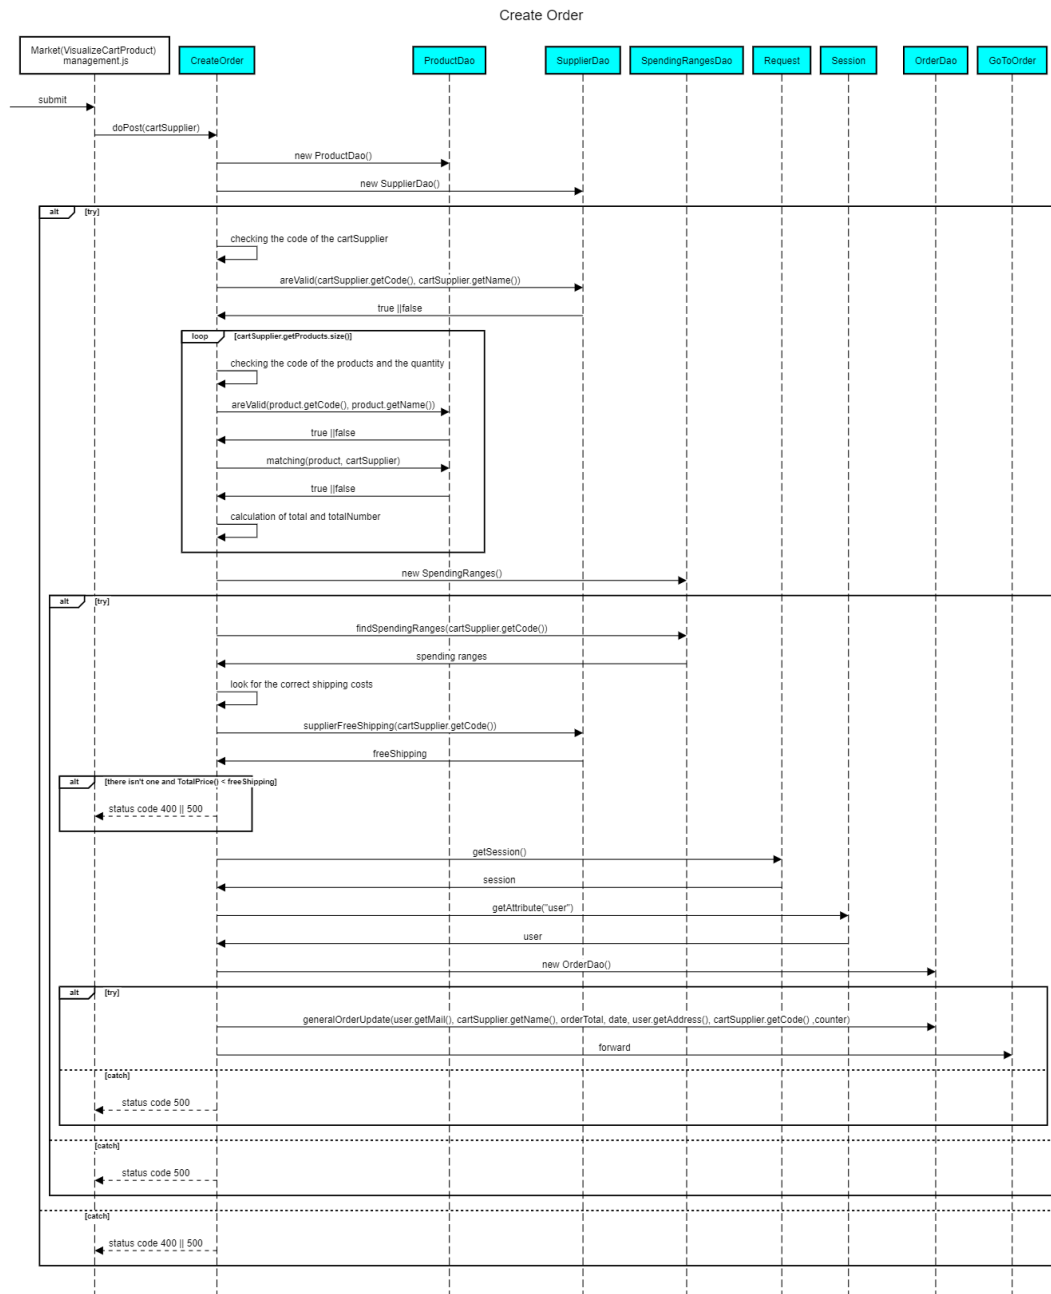 Create Order
Market(VisualizeCartProduct)
management.js
CreateOrder
ProductDao
SupplierDao
SpendingRangesDao
Request
Session
OrderDao
GoToOrder
submit
doPost(cartSupplier)
new ProductDao()
new SupplierDao()
alt
[try]
checking the code of the cartSupplier
areValid(cartSupplier.getCode(), cartSupplier.getName())
true ||false
loop
[cartSupplier.getProducts.size()]
checking the code of the products and the quantity
areValid(product.getCode(), product.getName())
true ||false
matching(product, cartSupplier)
true ||false
calculation of total and totalNumber
new SpendingRanges()
alt
[try]
findSpendingRanges(cartSupplier.getCode())
spending ranges
look for the correct shipping costs
supplierFreeShipping(cartSupplier.getCode())
freeShipping
alt
[there isn't one and TotalPrice() < freeShipping]
status code 400 || 500
getSession()
session
getAttribute("user")
user
new OrderDao()
alt
[try]
generalOrderUpdate(user.getMail(), cartSupplier.getName(), orderTotal, date, user.getAddress(), cartSupplier.getCode() ,counter)
forward
[catch]
status code 500
[catch]
status code 500
[catch]
status code 400 || 500